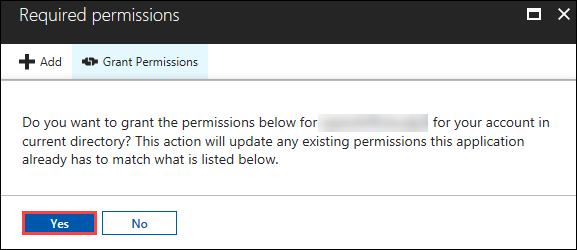 Required permissions
Add
Grant Permissions
Do you want to grant the permissions below for for your account in
current directory? This action will update any existing permissions this application
already has to match what is listed below.
Yes
No